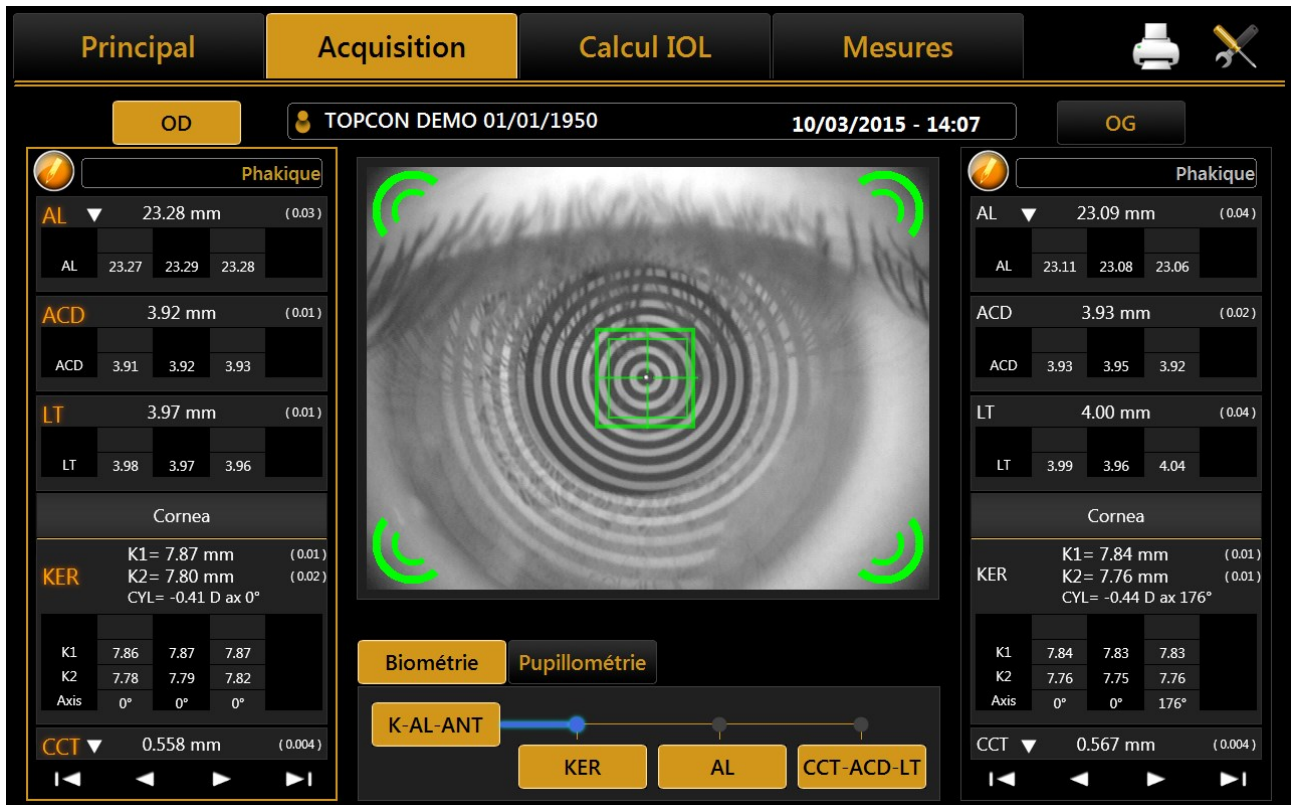 Principal Acquisition Calcul IOL Mesures
OD TOPCON DEMO 01/01/1950 10/03/2015 - 14:07 OG
Phakique
AL 23.28 mm (0.03)
AL 23.27 23.29 23.28
ACD 3.92 mm (0.01)
ACD 3.91 3.92 3.93
LT 3.97 mm (0.01)
LT 3.98 3.97 3.96
Cornea
K1= 7.87 mm (0.01)
KER K2= 7.80 mm (0.02)
CYL= -0.41 D ax 0°
K1 7.86 7.87 7.87
K2 7.78 7.79 7.82
Axis 0° 0° 0°
CCT 0.558 mm (0.004)
Biométrie Pupillométrie
K-AL-ANT
KER AL CCT-ACD-LT
Phakique
AL 23.09 mm (0.04)
AL 23.11 23.08 23.06
ACD 3.93 mm (0.02)
ACD 3.93 3.95 3.92
LT 4.00 mm (0.04)
LT 3.99 3.96 4.04
Cornea
K1= 7.84 mm (0.01)
KER K2= 7.76 mm (0.01)
CYL= -0.44 D ax 176°
K1 7.84 7.83 7.83
K2 7.76 7.75 7.76
Axis 0° 0° 176°
CCT 0.567 mm (0.004)